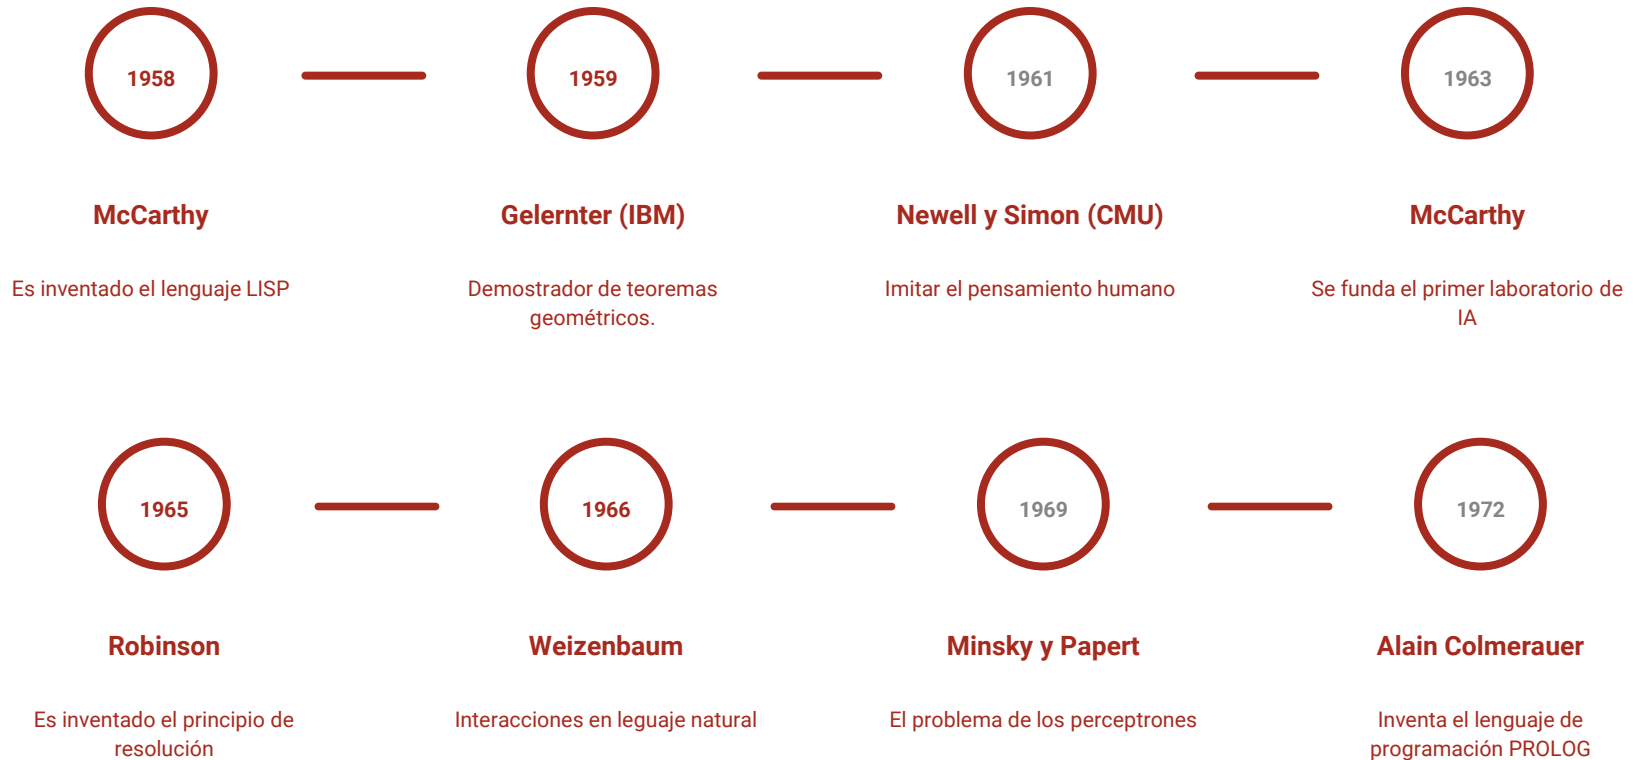 1958
1959
1961
1963
McCarthy
Gelernter (IBM)
Newell y Simon (CMU)
McCarthy
Es inventado el lenguaje LISP
Demostrador de teoremas
geométricos.
Imitar el pensamiento humano
Se funda el primer laboratorio de
IA
1965
1966
1969
1972
Robinson
Weizenbaum
Minsky y Papert
Alain Colmerauer
Es inventado el principio de
resolución
Interacciones en leguaje natural
El problema de los perceptrones
Inventa el lenguaje de
programación PROLOG